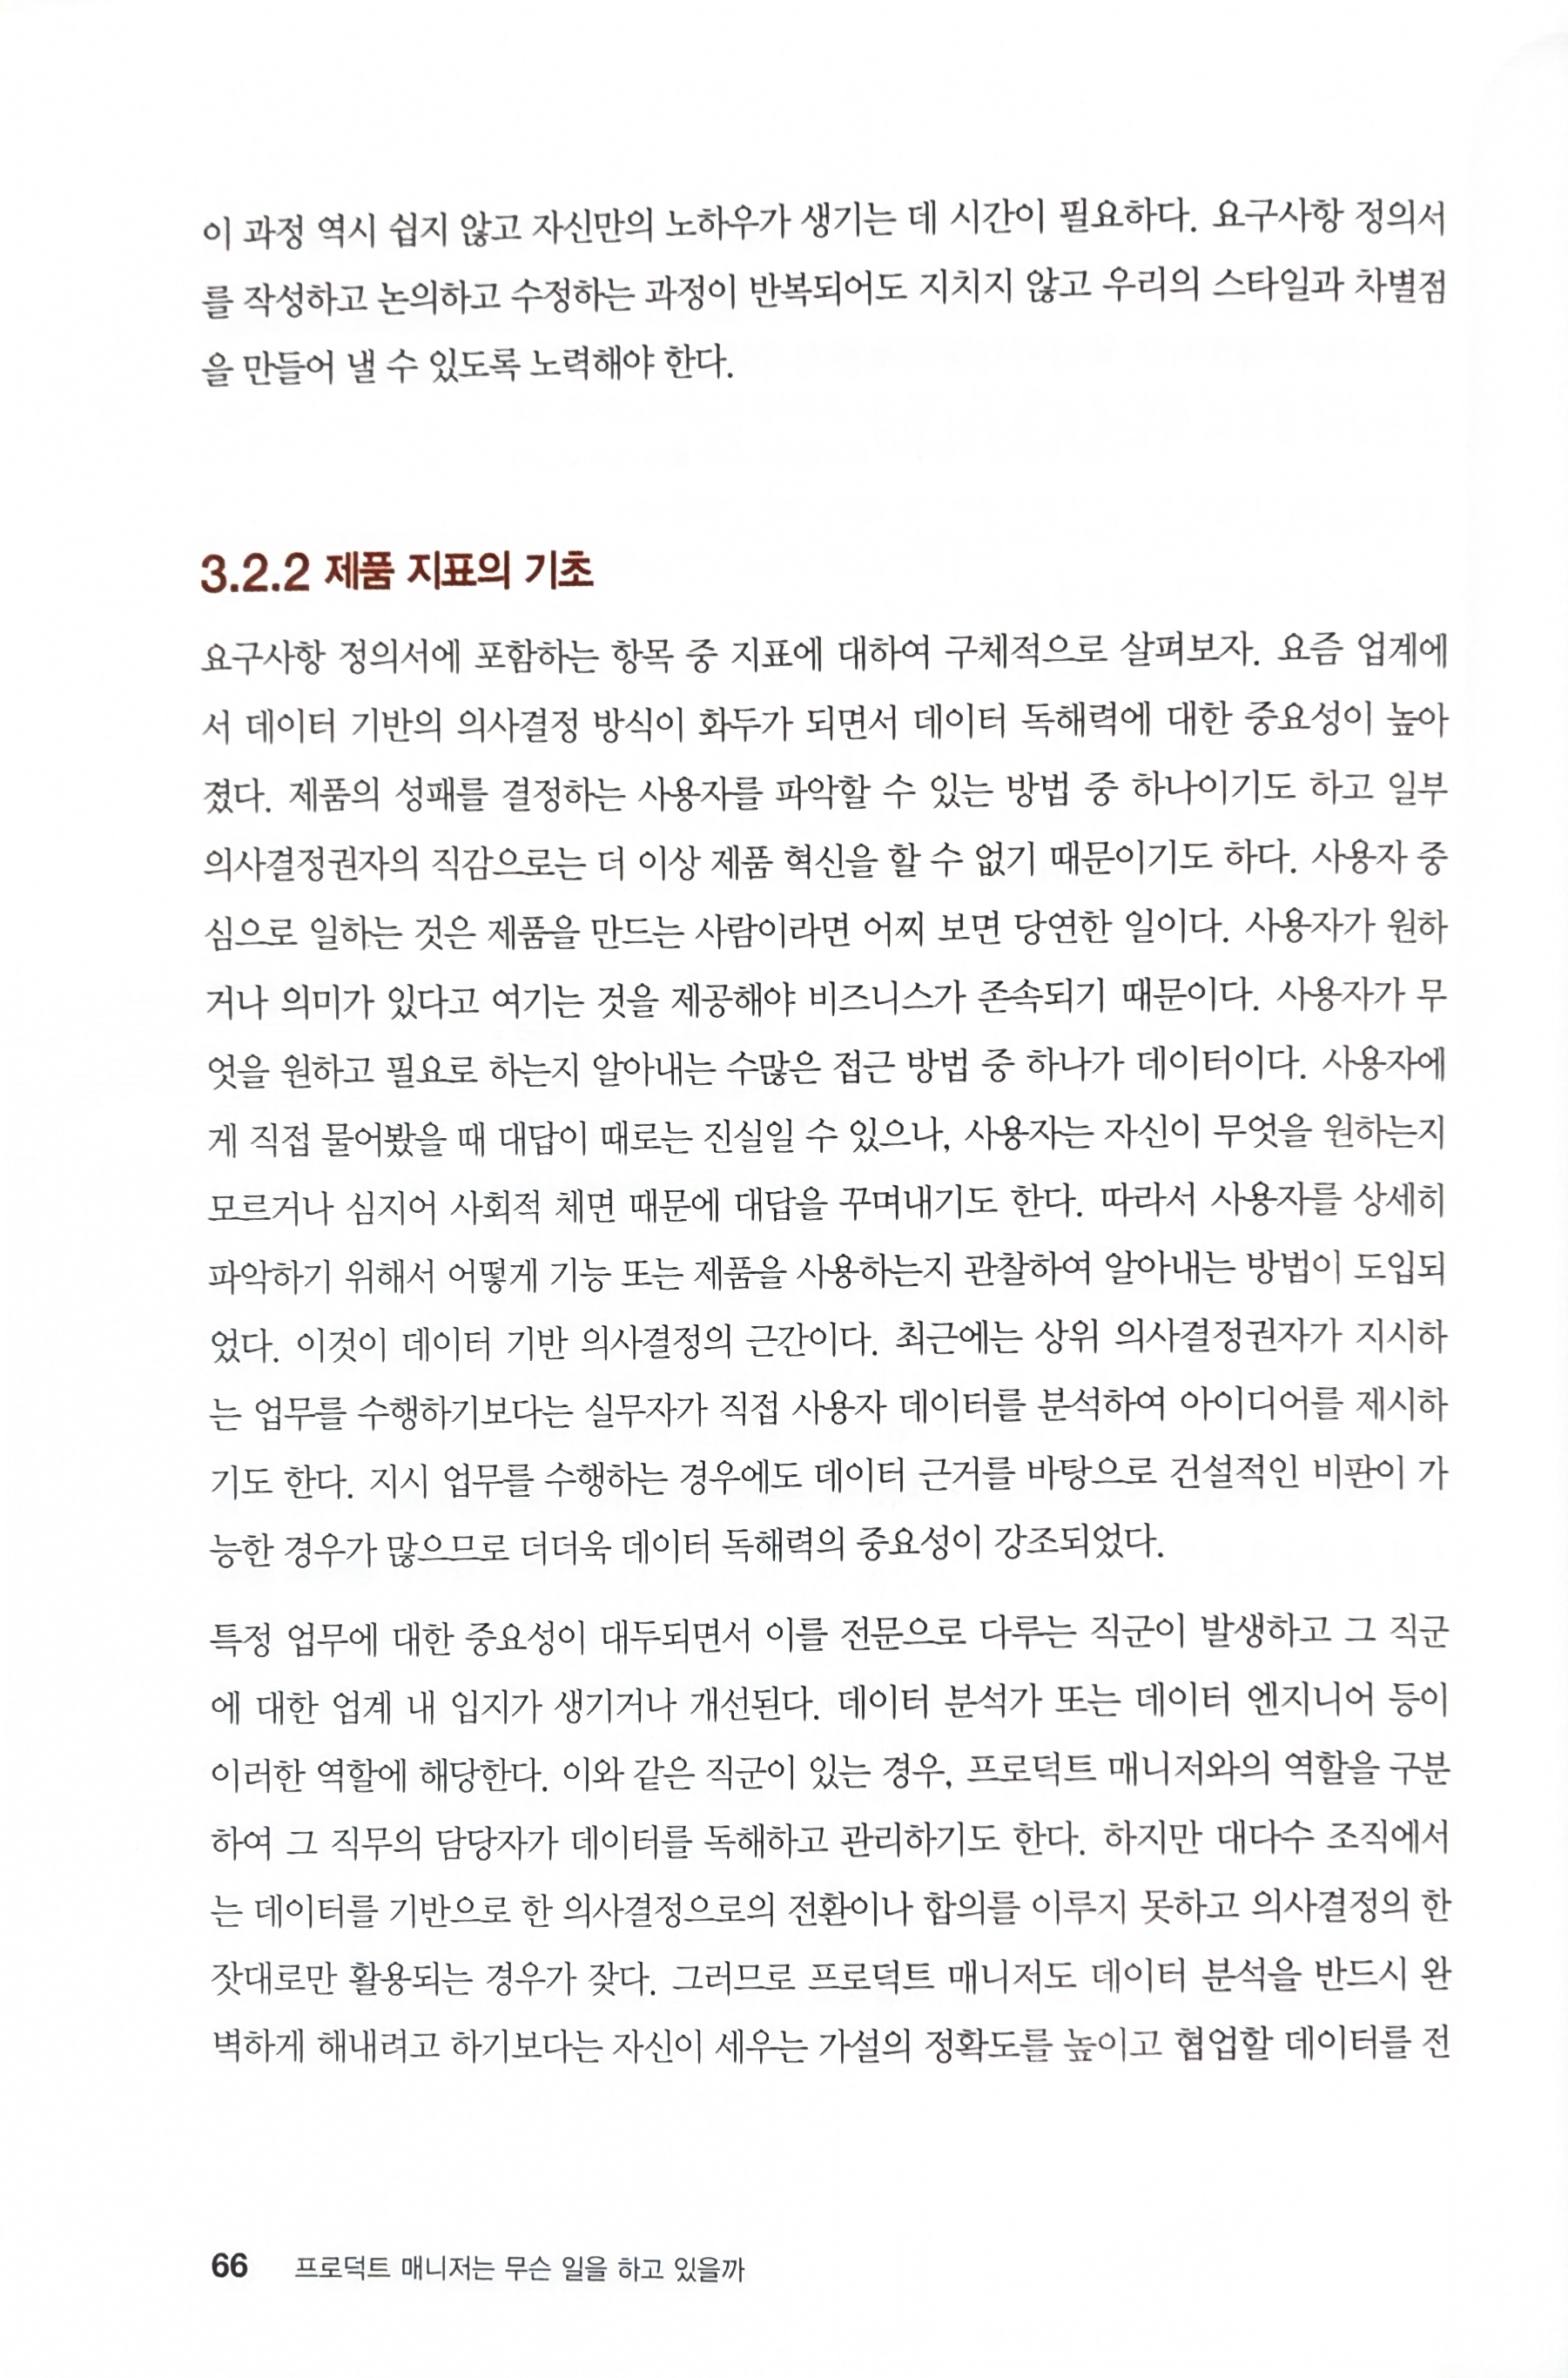 이 과정 역시 쉽지 않고 자신만의 노하우가 생기는 데 시간이 필요하다. 요구사항 정의서
를 작성하고 논의하고 수정하는 과정이 반복되어도 지치지 않고 우리의 스타일과 차별점
을 만들어 낼 수 있도록 노력해야 한다.
3.2.2 제품 지표의 기초
요구사항 정의서에 포함하는 항목 중 지표에 대하여 구체적으로 살펴보자. 요즘 업계에
서 데이터 기반의 의사결정 방식이 화두가 되면서 데이터 독해력에 대한 중요성이 높아
졌다. 제품의 성패를 결정하는 사용자를 파악할 수 있는 방법 중 하나이기도 하고 일부
의사결정권자의 직감으로는 더 이상 제품 혁신을 할 수 없기 때문이기도 하다. 사용자 중
심으로 일하는 것은 제품을 만드는 사람이라면 어찌 보면 당연한 일이다. 사용자가 원하
거나 의미가 있다고 여기는 것을 제공해야 비즈니스가 존속되기 때문이다. 사용자가 무
엇을 원하고 필요로 하는지 알아내는 수많은 접근 방법 중 하나가 데이터이다. 사용자에
게 직접 물어봤을 때 대답이 때로는 진실일 수 있으나, 사용자는 자신이 무엇을 원하는지
모르거나 심지어 사회적 체면 때문에 대답을 꾸며내기도 한다. 따라서 사용자를 상세히
파악하기 위해서 어떻게 기능 또는 제품을 사용하는지 관찰하여 알아내는 방법이 도입되
었다. 이것이 데이터 기반 의사결정의 근간이다. 최근에는 상위 의사결정권자가 지시하
는 업무를 수행하기보다는 실무자가 직접 사용자 데이터를 분석하여 아이디어를 제시하
기도 한다. 지시 업무를 수행하는 경우에도 데이터 근거를 바탕으로 건설적인 비판이 가
능한 경우가 많으므로 더더욱 데이터 독해력의 중요성이 강조되었다.
특정 업무에 대한 중요성이 대두되면서 이를 전문으로 다루는 직군이 발생하고 그 직군
에 대한 업계 내 입지가 생기거나 개선된다. 데이터 분석가 또는 데이터 엔지니어 등이
이러한 역할에 해당한다. 이와 같은 직군이 있는 경우, 프로덕트 매니저와의 역할을 구분
하여 그 직무의 담당자가 데이터를 독해하고 관리하기도 한다. 하지만 대다수 조직에서
는 데이터를 기반으로 한 의사결정으로의 전환이나 합의를 이루지 못하고 의사결정의 한
잣대로만 활용되는 경우가 잦다. 그러므로 프로덕트 매니저도 데이터 분석을 반드시 완
벽하게 해내려고 하기보다는 자신이 세우는 가설의 정확도를 높이고 협업할 데이터를 전
66 프로덕트 매니저는 무슨 일을 하고 있을까